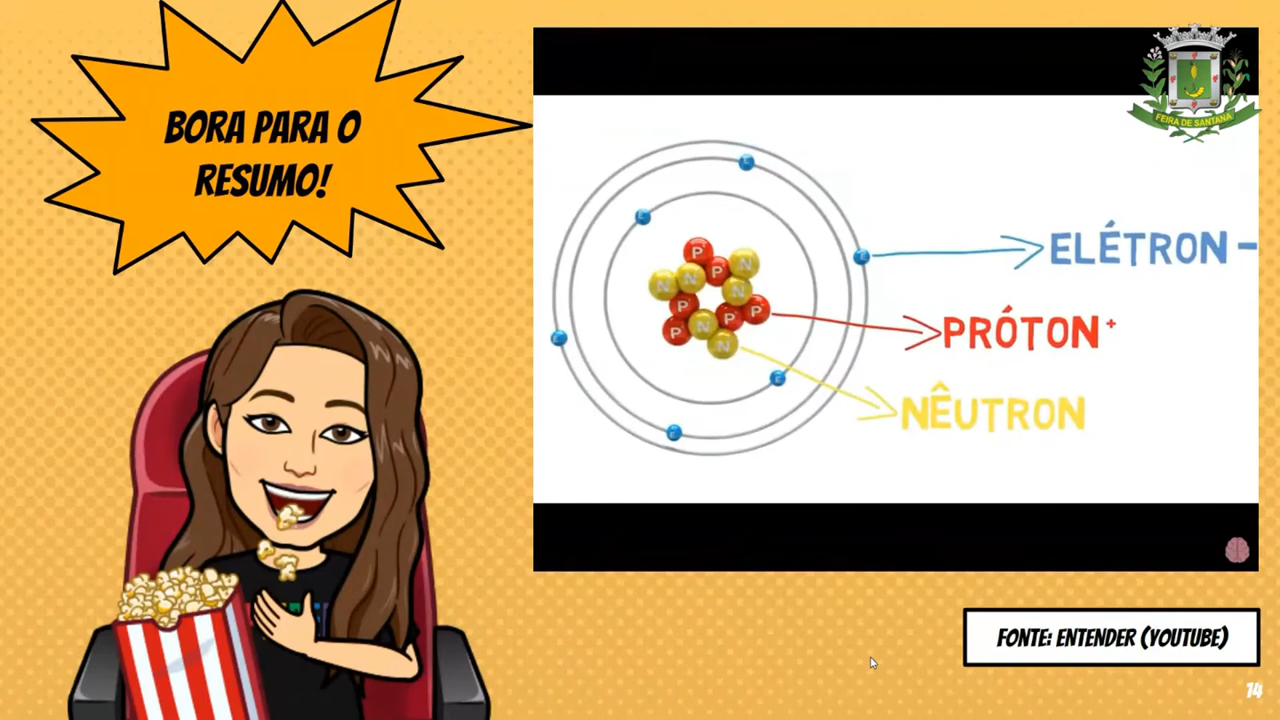 BORA PARA O
RESUMO!
FEIRA DE SANTANA
E
E
E
E
E
E
P
N
P
N
N
N
P
P
P
P
N
N
ELÉTRON -
PRÓTON +
NÊUTRON
FONTE: ENTENDER (YOUTUBE)
14